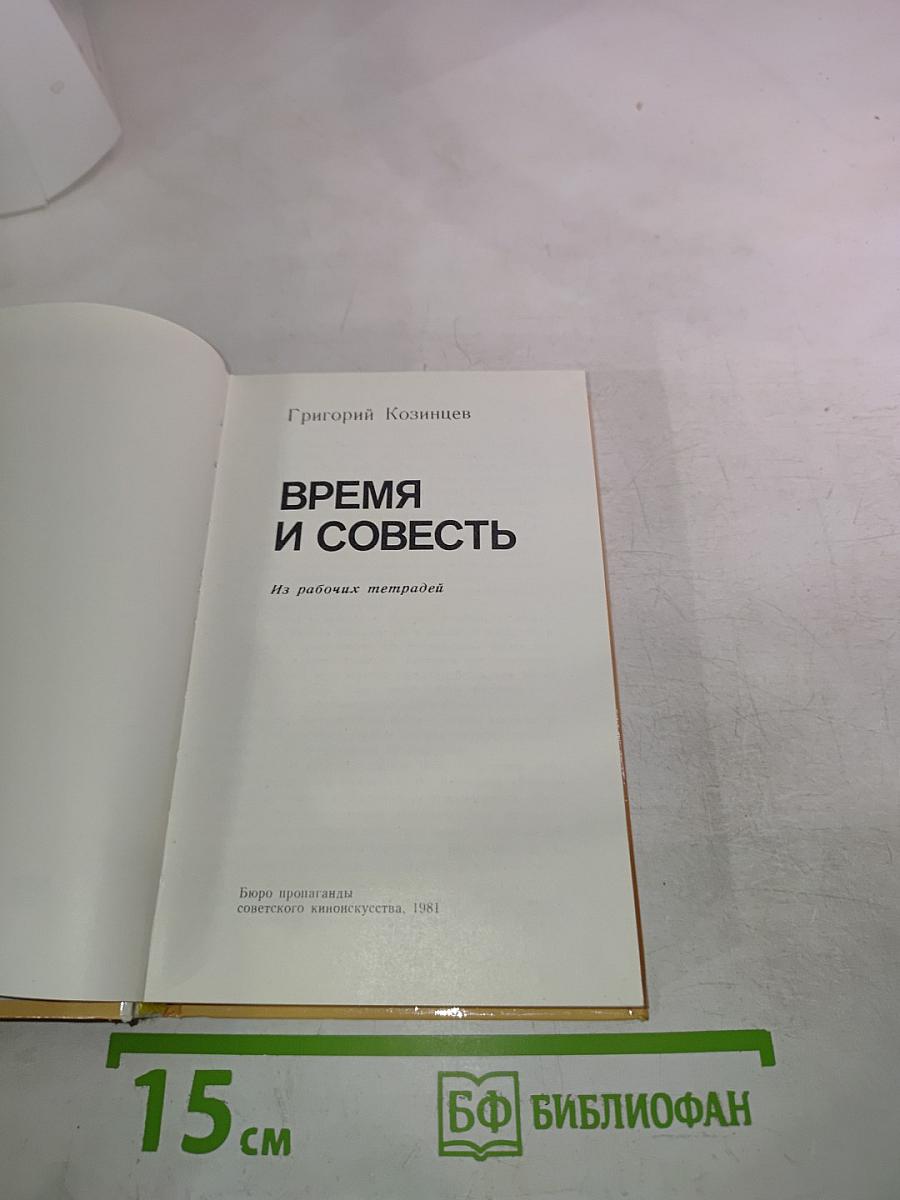 Григорий Козинцев
ВРЕМЯ
И СОВЕСТЬ
Из рабочих тетрадей
Бюро пропаганды
советского киноискусства, 1981
15 см
БФ БИБЛИОФАН